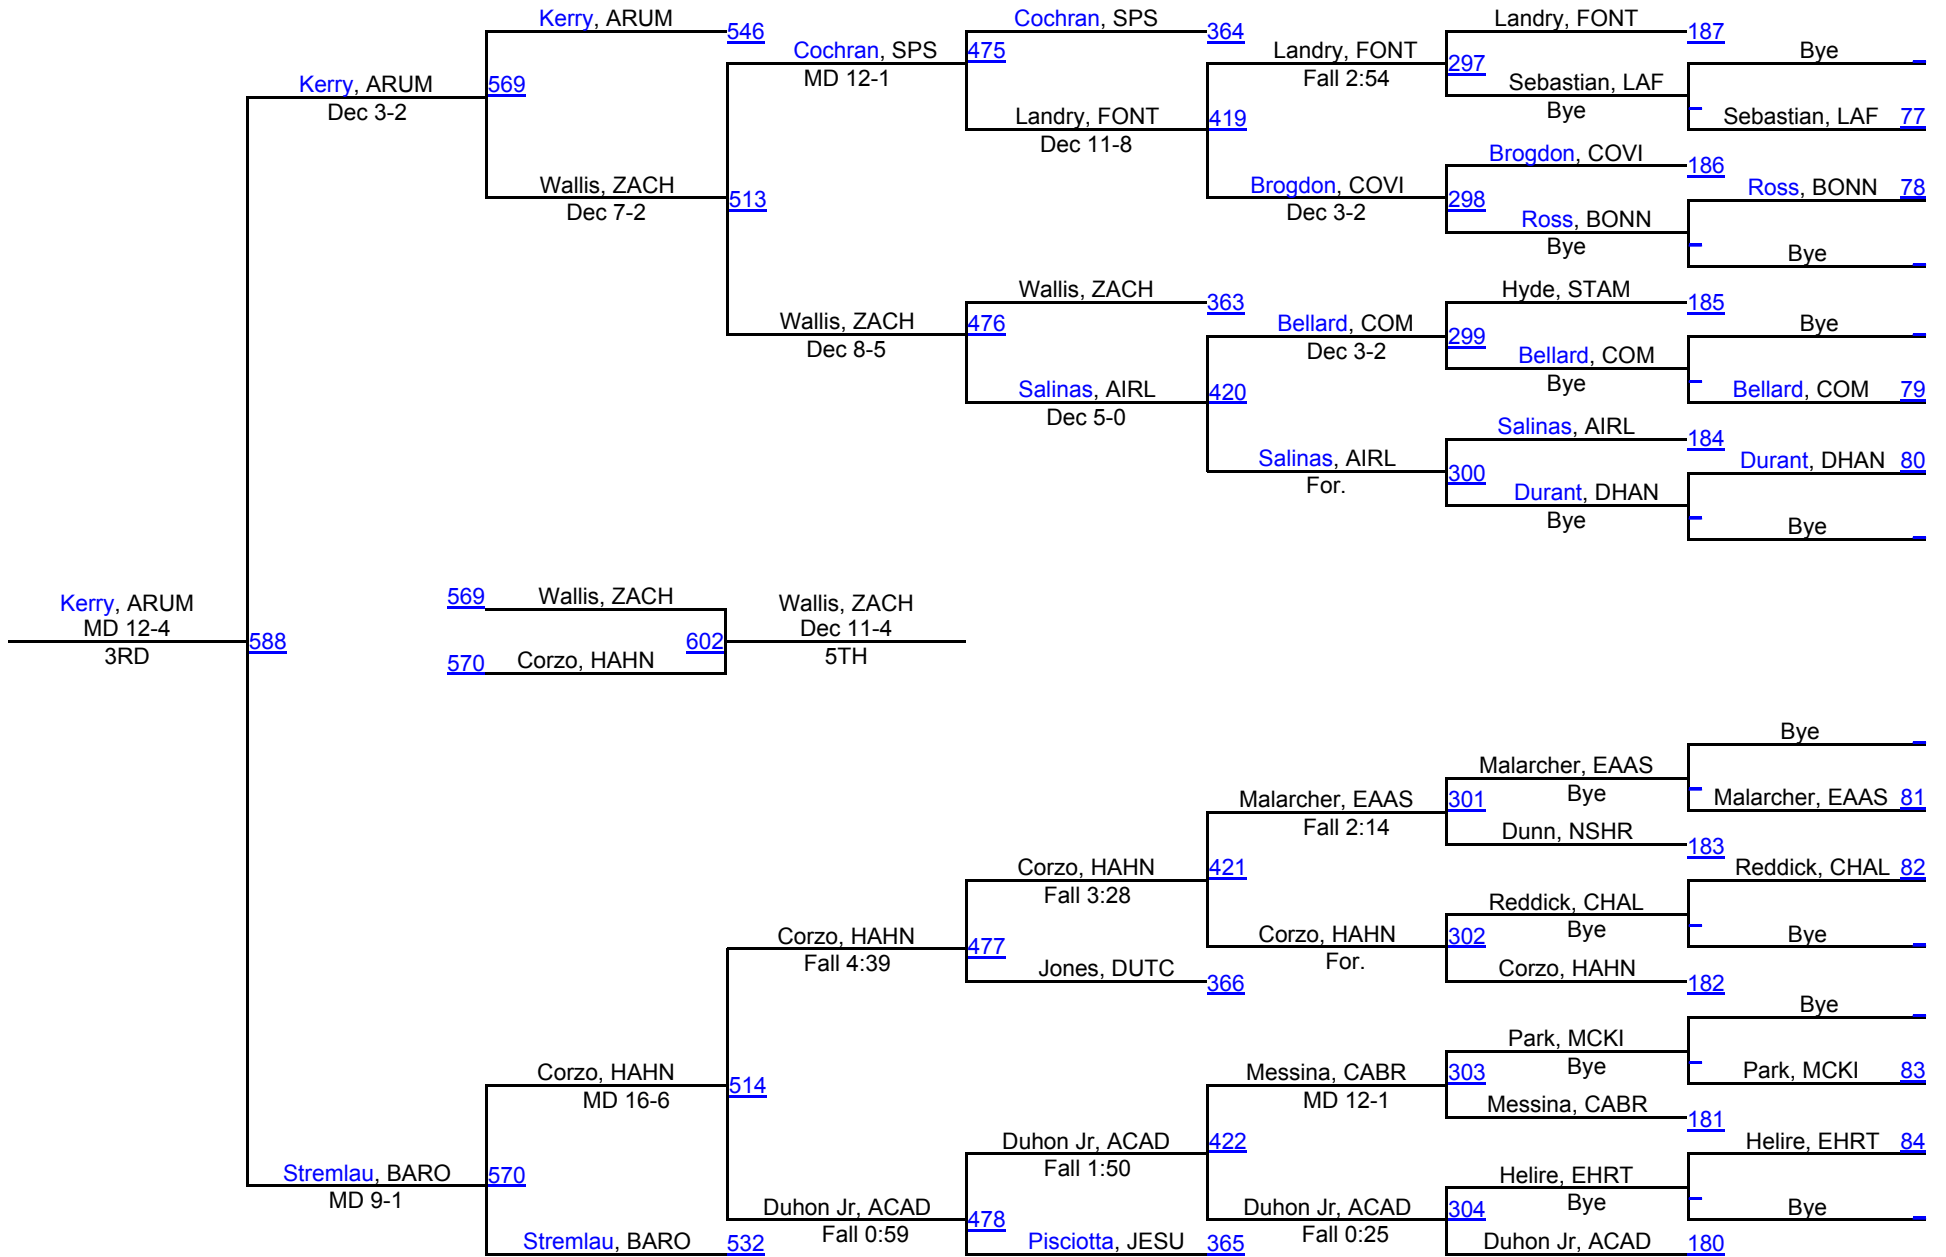 Kerry, ARUM
546
Cochran, SPS
364
Landry, FONT
187
Cochran, SPS
475
MD 12-1
Landry, FONT
297
Fall 2:54
Bye
Kerry, ARUM
569
Dec 3-2
Sebastian, LAF
Bye
Landry, FONT
419
Dec 11-8
Sebastian, LAF 77
Brogdon, COVI
186
Wallis, ZACH
513
Dec 7-2
Brogdon, COVI
298
Dec 3-2
Ross, BONN 78
Ross, BONN
Bye
Bye
Wallis, ZACH
363
Hyde, STAM
185
Wallis, ZACH
476
Dec 8-5
Bellard, COM
299
Dec 3-2
Bye
Bellard, COM
Bye
Salinas, AIRL
420
Dec 5-0
Bellard, COM 79
Salinas, AIRL
184
Salinas, AIRL
300
For.
Durant, DHAN 80
Durant, DHAN
Bye
Bye
Kerry, ARUM
MD 12-4
588
3RD
569 Wallis, ZACH
602
570 Corzo, HAHN
Wallis, ZACH
Dec 11-4
5TH
Bye
Malarcher, EAAS
Bye
Malarcher, EAAS
301
Fall 2:14
Malarcher, EAAS 81
Dunn, NSHR
183
Corzo, HAHN
421
Fall 3:28
Reddick, CHAL 82
Reddick, CHAL
Bye
Corzo, HAHN
477
Fall 4:39
Corzo, HAHN
302
For.
Bye
Jones, DUTC
366
Corzo, HAHN
182
Bye
Park, MCKI
Bye
Corzo, HAHN
514
MD 16-6
Messina, CABR
303
MD 12-1
Park, MCKI 83
Messina, CABR
181
Duhon Jr, ACAD
422
Fall 1:50
Helire, EHRT 84
Stremlau, BARO
570
MD 9-1
Helire, EHRT
Bye
Duhon Jr, ACAD
478
Fall 0:59
Duhon Jr, ACAD
304
Fall 0:25
Bye
Stremlau, BARO 532
Pisciotta, JESU 365
Duhon Jr, ACAD 180